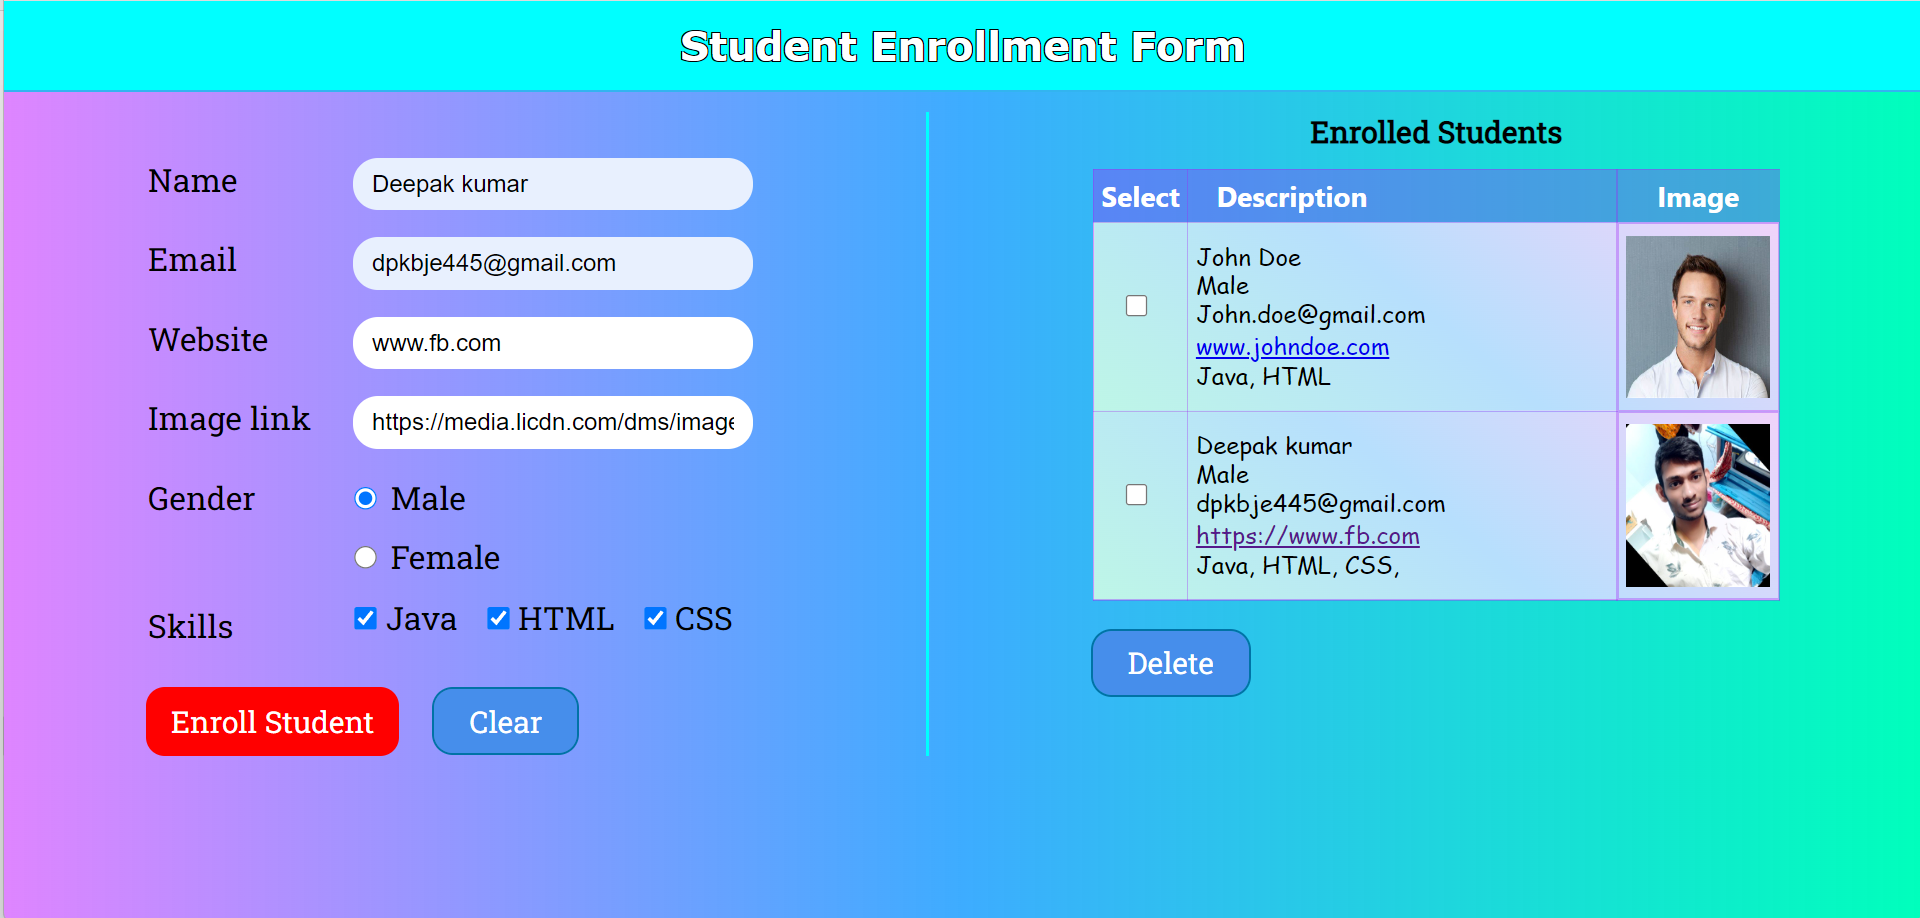 Student Enrollment Form
Name
Deepak kumar
Email
dpkbje445@gmail.com
Website
www.fb.com
Image link
https://media.licdn.com/dms/image
Gender
Male
Female
Skills
Java HTML CSS
Enroll Student Clear
Enrolled Students
Select Description Image
John Doe
Male
John.doe@gmail.com
www.johndoe.com
Java, HTML
Deepak kumar
Male
dpkbje445@gmail.com
https://www.fb.com
Java, HTML, CSS,
Delete